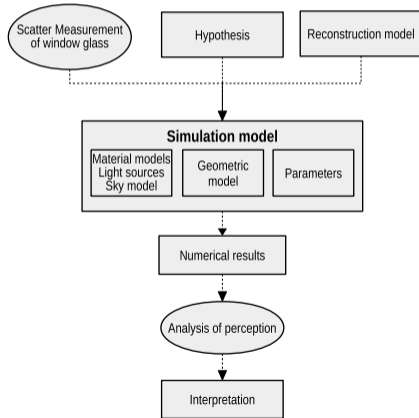 Scatter Measurement
of window glass
Hypothesis
Reconstruction model
Simulation model
Material models
Light sources
Sky model
Geometric
model
Parameters
Numerical results
Analysis of perception
Interpretation